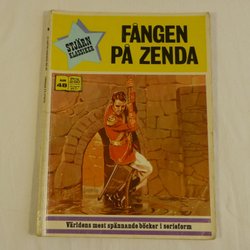 STJÄRN
KLASSIKER
FÅNGEN
PÅ ZENDA
NR
48
Världens mest spännande böcker i serieform